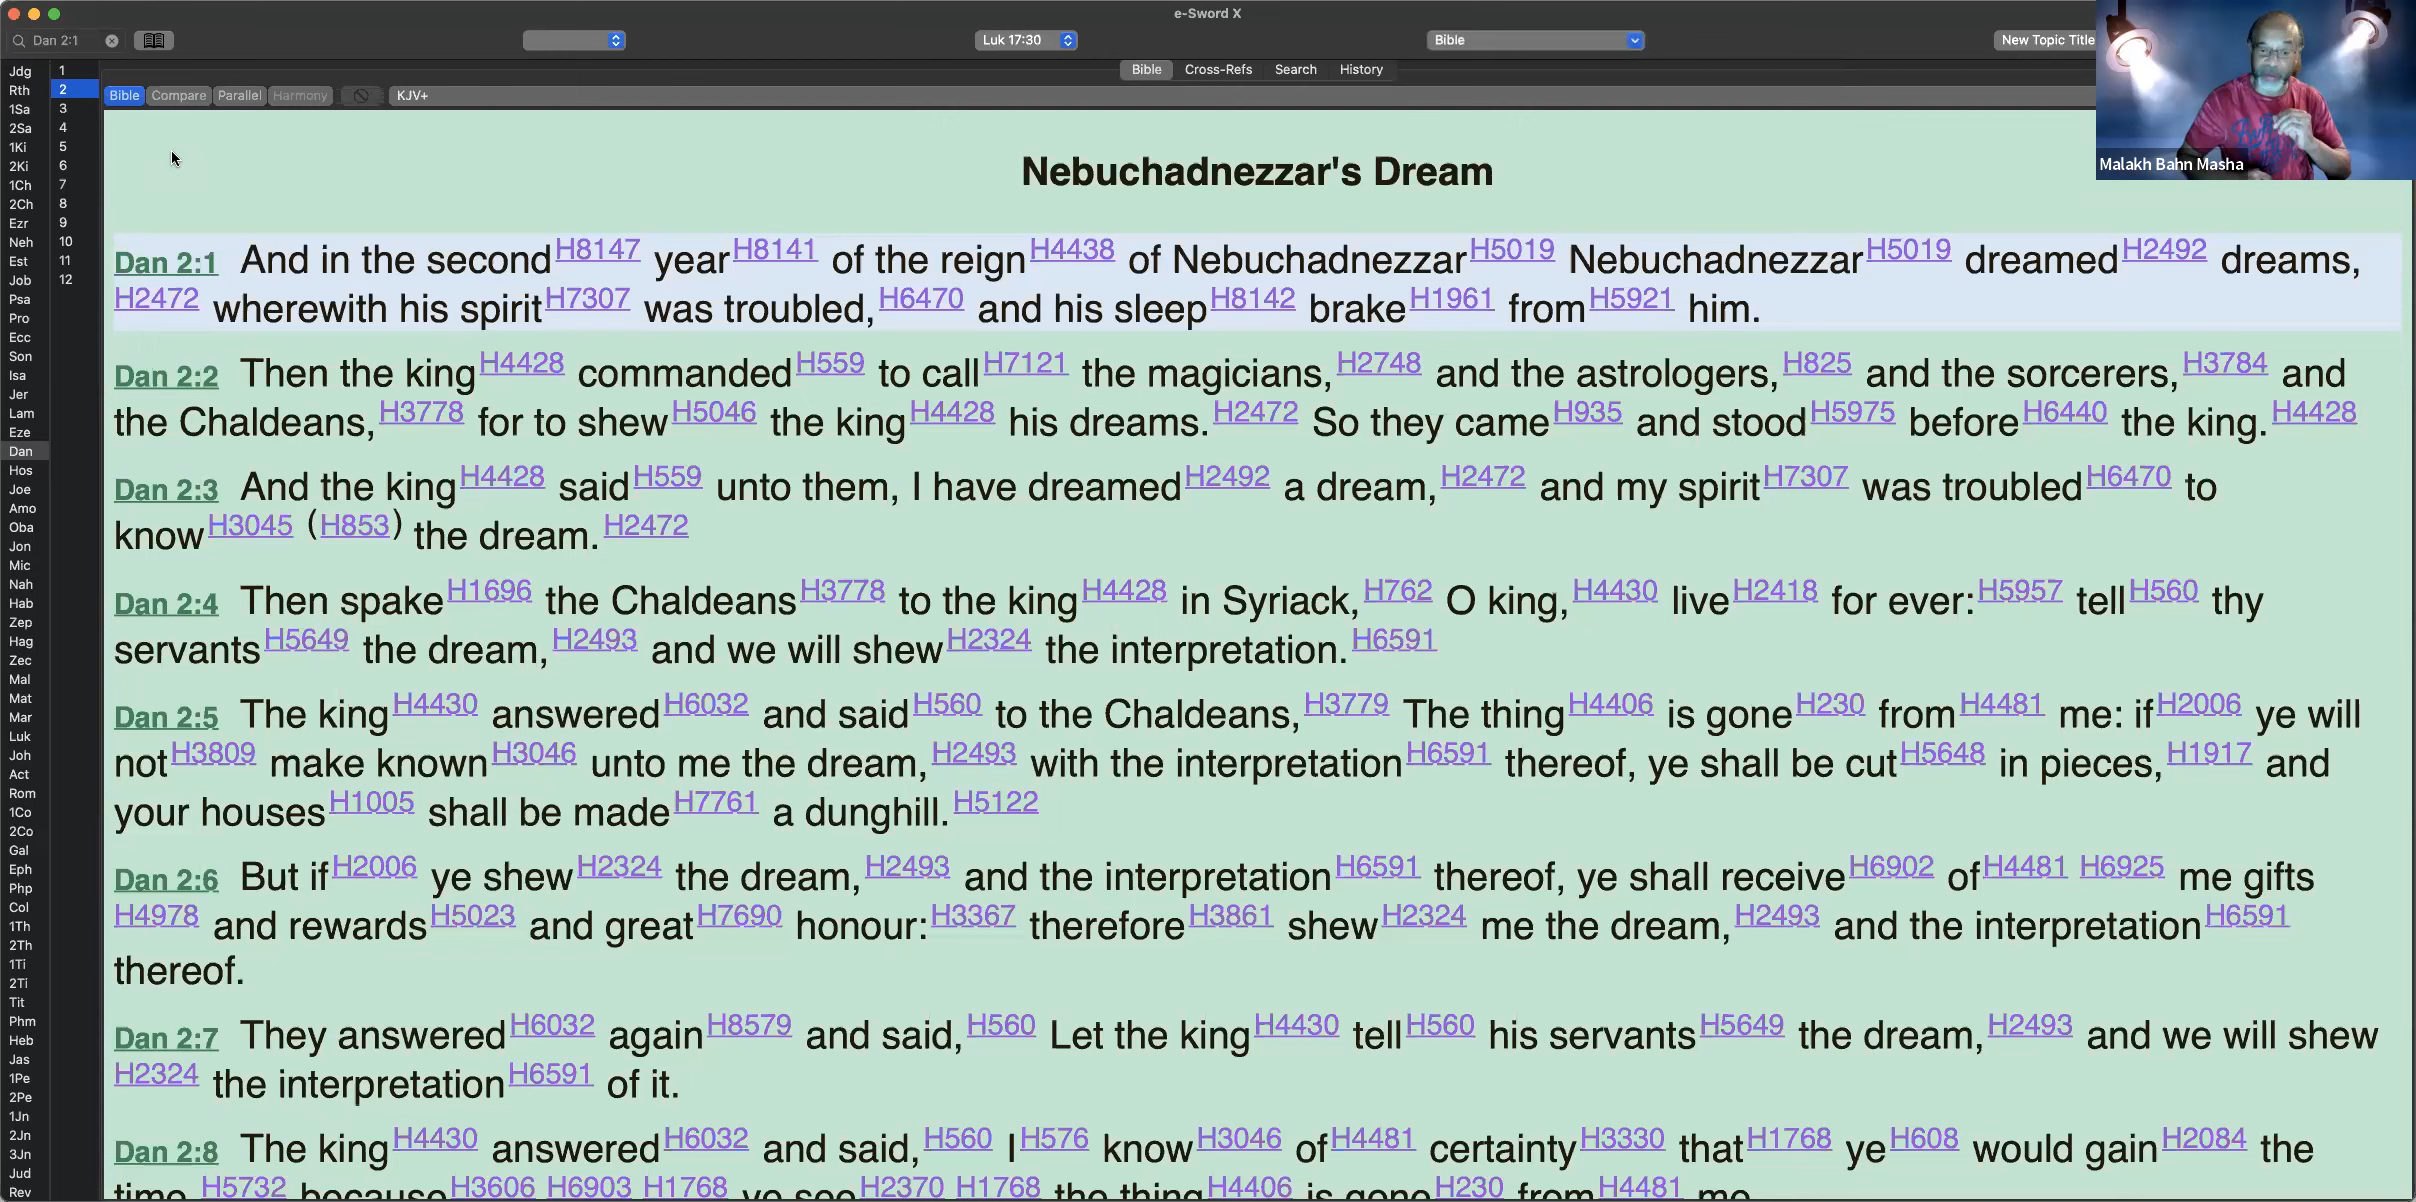 e-Sword X
Dan 2:1
Luk 17:30
Bible
New Topic Title
Bible Cross-Refs Search History
Bible Compare Parallel Harmony KJV+
Malakh Bahn Masha
Jdg
Rth
1Sa
2Sa
1Ki
2Ki
1Ch
2Ch
Ezr
Neh
Est
Job
Psa
Pro
Ecc
Son
Isa
Jer
Lam
Eze
Dan
Hos
Joe
Amo
Oba
Jon
Mic
Nah
Hab
Zep
Hag
Zec
Mal
Mat
Mar
Luk
Joh
Act
Rom
1Co
2Co
Gal
Eph
Php
Col
1Th
2Th
1Ti
2Ti
Tit
Phm
Heb
Jas
1Pe
2Pe
1Jn
2Jn
3Jn
Jud
Rev
1
2
3
4
5
6
7
8
9
10
11
12
Nebuchadnezzar's Dream
Dan 2:1 And in the second H8147 year H8141 of the reign H4438 of Nebuchadnezzar H5019 Nebuchadnezzar H5019 dreamed H2492 dreams,
H2472 wherewith his spirit H7307 was troubled, H6470 and his sleep H8142 brake H1961 from H5921 him.
Dan 2:2 Then the king H4428 commanded H559 to call H7121 the magicians, H2748 and the astrologers, H825 and the sorcerers, H3784 and
the Chaldeans, H3778 for to shew H5046 the king H4428 his dreams. H2472 So they came H935 and stood H5975 before H6440 the king. H4428
Dan 2:3 And the king H4428 said H559 unto them, I have dreamed H2492 a dream, H2472 and my spirit H7307 was troubled H6470 to
know H3045 (H853) the dream. H2472
Dan 2:4 Then spake H1696 the Chaldeans H3778 to the king H4428 in Syriack, H762 O king, H4430 live H2418 for ever: H5957 tell H560 thy
servants H5649 the dream, H2493 and we will shew H2324 the interpretation. H6591
Dan 2:5 The king H4430 answered H6032 and said H560 to the Chaldeans, H3779 The thing H4406 is gone H230 from H4481 me: if H2006 ye will
not H3809 make known H3046 unto me the dream, H2493 with the interpretation H6591 thereof, ye shall be cut H5648 in pieces, H1917 and
your houses H1005 shall be made H7761 a dunghill. H5122
Dan 2:6 But if H2006 ye shew H2324 the dream, H2493 and the interpretation H6591 thereof, ye shall receive H6902 of H4481 H6925 me gifts
H4978 and rewards H5023 and great H7690 honour: H3367 therefore H3861 shew H2324 me the dream, H2493 and the interpretation H6591
thereof.
Dan 2:7 They answered H6032 again H8579 and said, H560 Let the king H4430 tell H560 his servants H5649 the dream, H2493 and we will shew
H2324 the interpretation H6591 of it.
Dan 2:8 The king H4430 answered H6032 and said, H560 I H576 know H3046 of H4481 certainty H3330 that H1768 ye H608 would gain H2084 the
time, H5732 because H3606 H6903 H1768 ye see H2370 H1768 the thing H4406 is gone H230 from H4481 me.